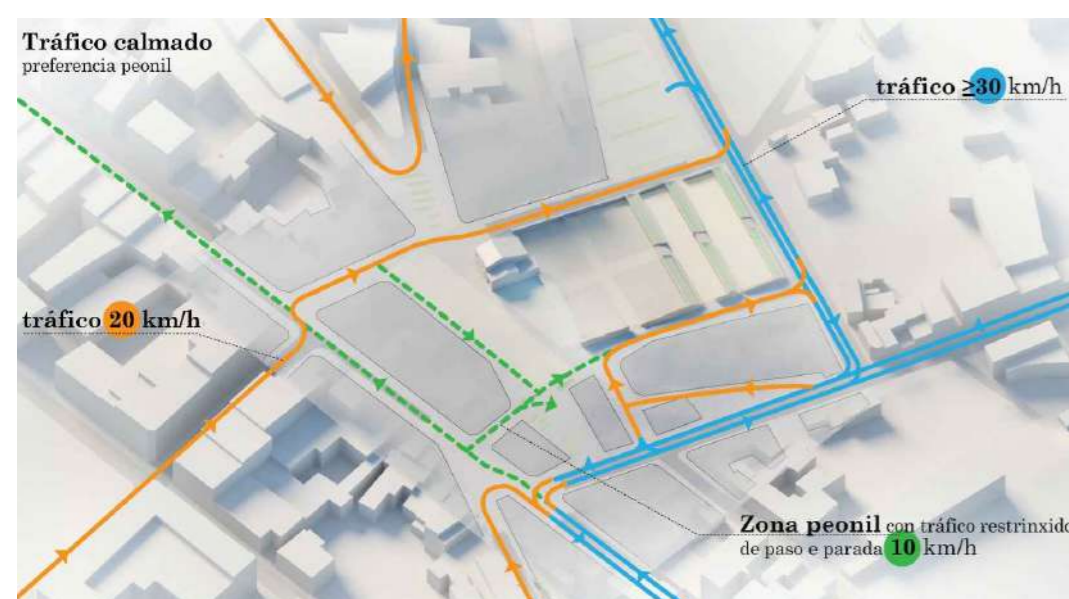 Tráfico calmado
preferencia peonil
tráfico ≥30 km/h
tráfico 20 km/h
Zona peonil con tráfico restrinxido
de paso e parada 10 km/h